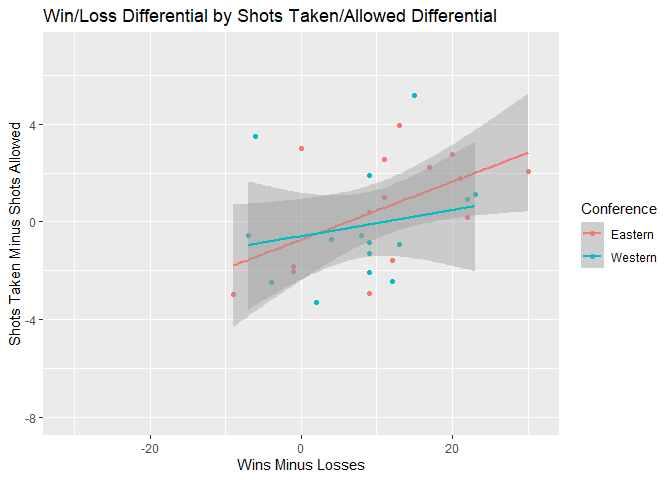 Win/Loss Differential by Shots Taken/Allowed Differential
Shots Taken Minus Shots Allowed
4
0
-4
-8
-20
0
20
Wins Minus Losses
Conference
Eastern
Western